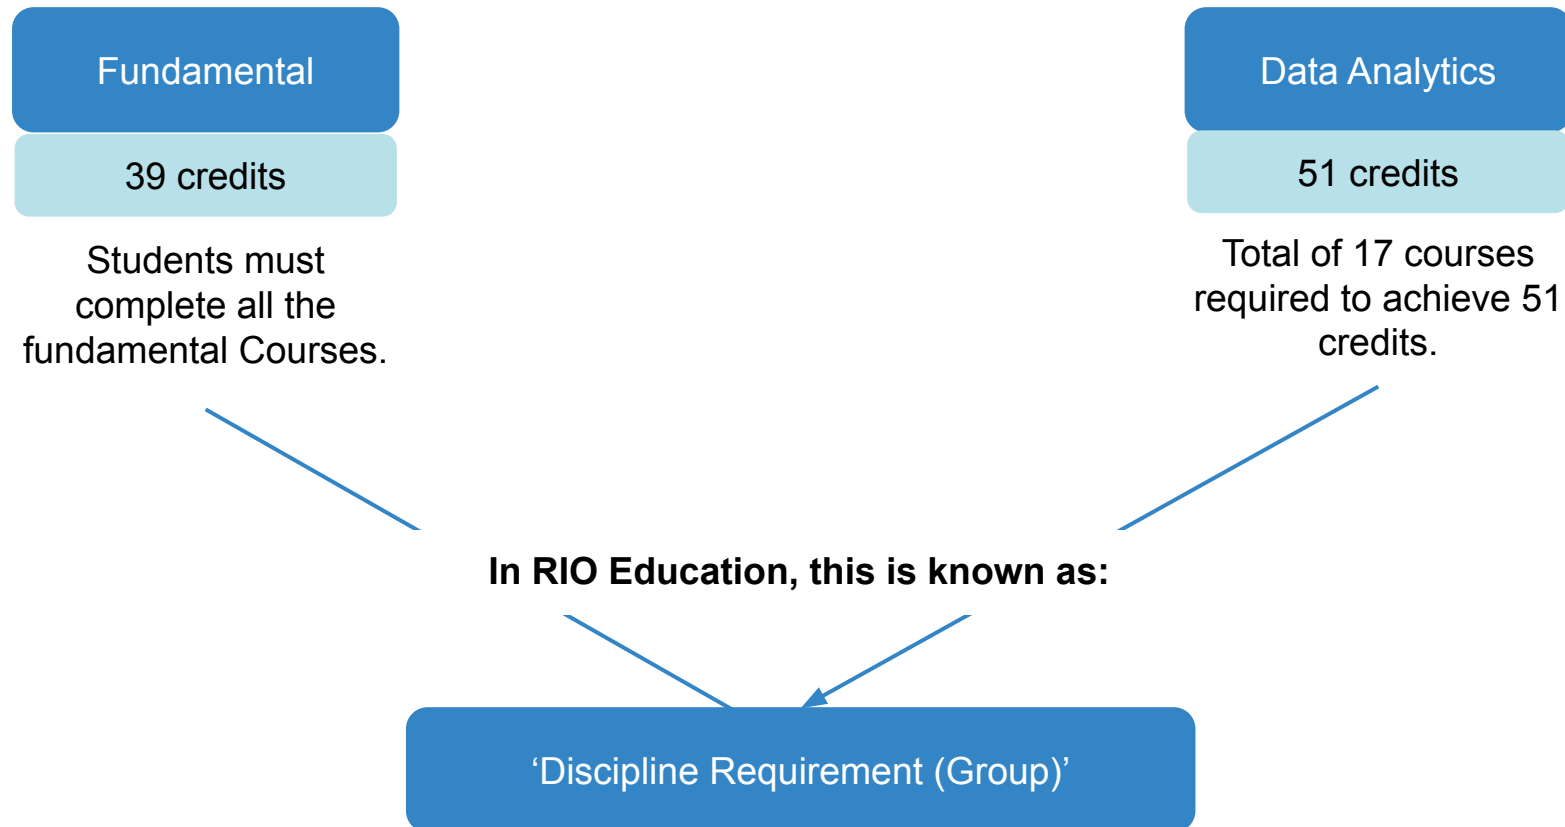 Fundamental
39 credits
Students must
complete all the
fundamental Courses.
Data Analytics
51 credits
Total of 17 courses
required to achieve 51
credits.
In RIO Education, this is known as:
‘Discipline Requirement (Group)’